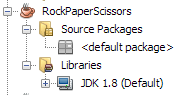 RockPaperScissors
Source Packages
<default package>
Libraries
JDK 1.8 (Default)